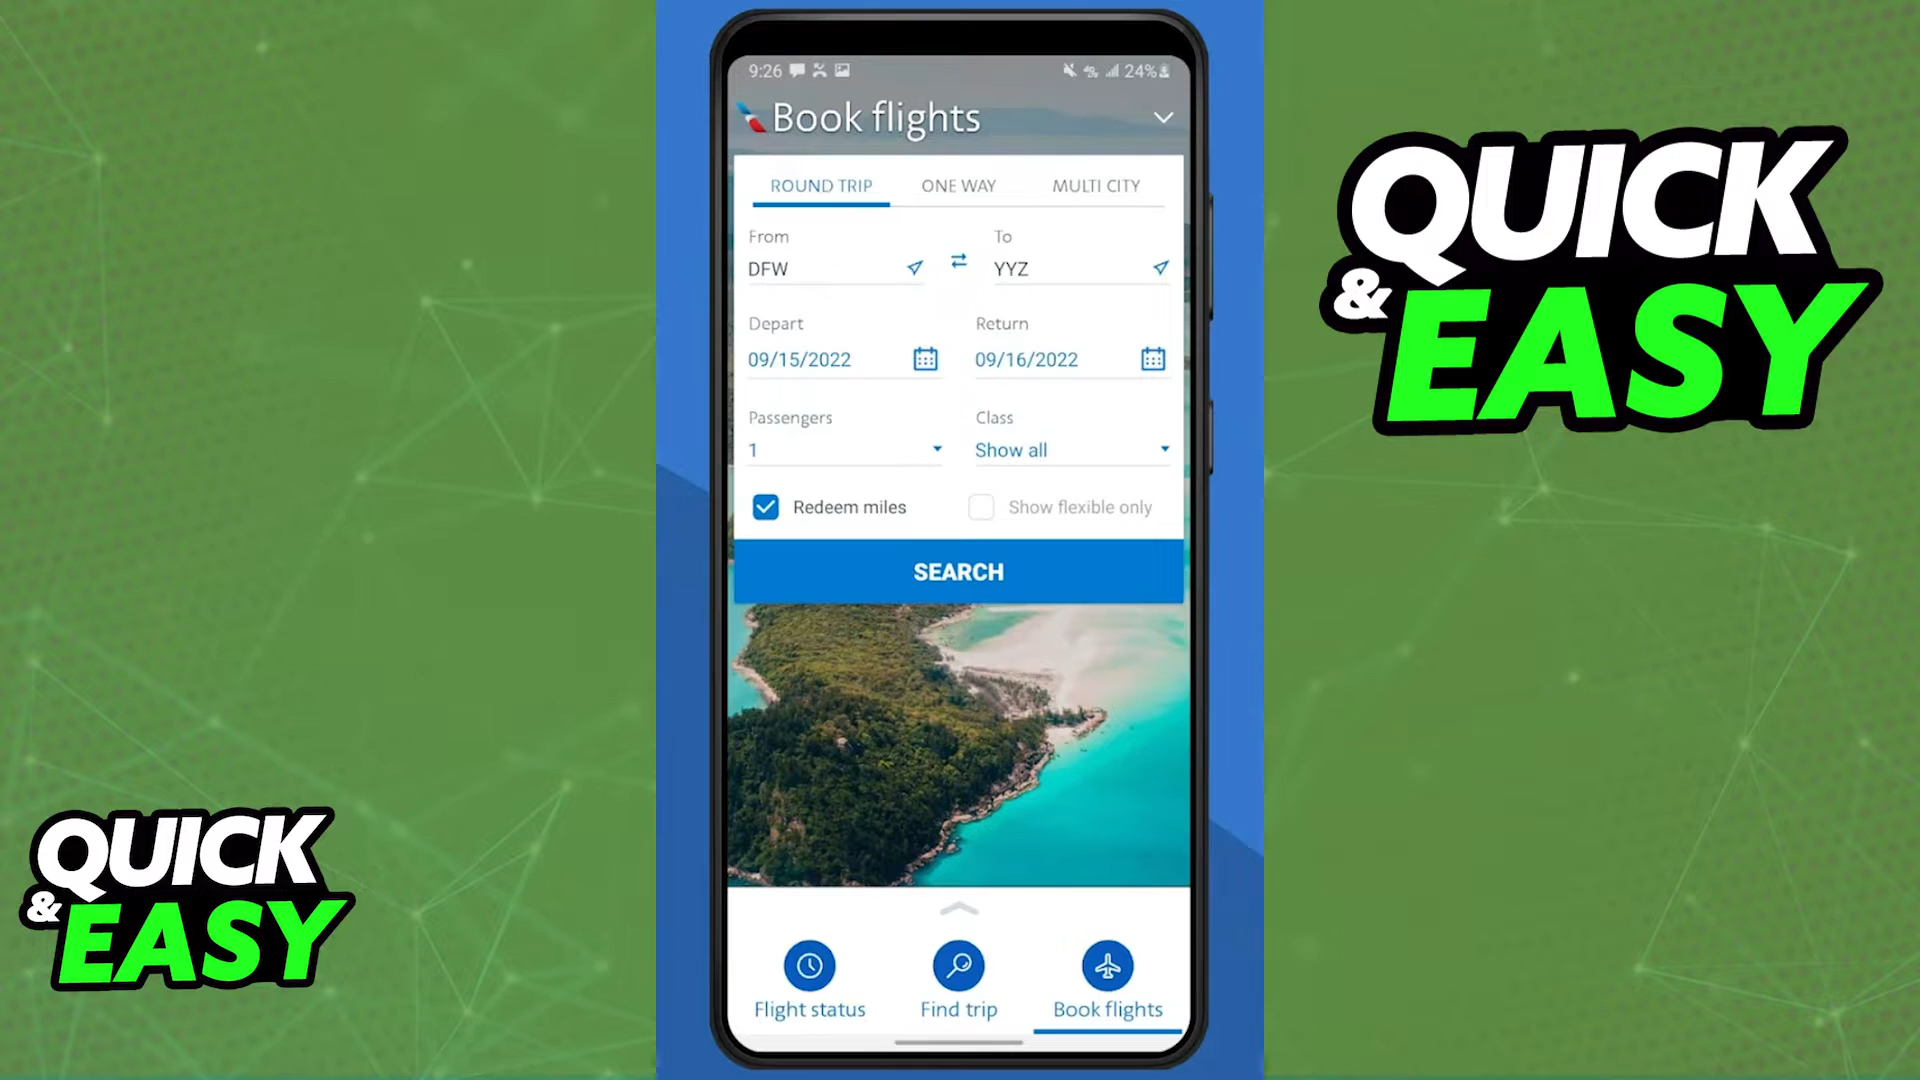 9:26
24%
Book flights
ROUND TRIP ONE WAY MULTI CITY
From To
DFW YYZ
Depart Return
09/15/2022 09/16/2022
Passengers Class
1 Show all
Redeem miles Show flexible only
SEARCH
Flight status Find trip Book flights
QUICK
& EASY
QUICK
& EASY